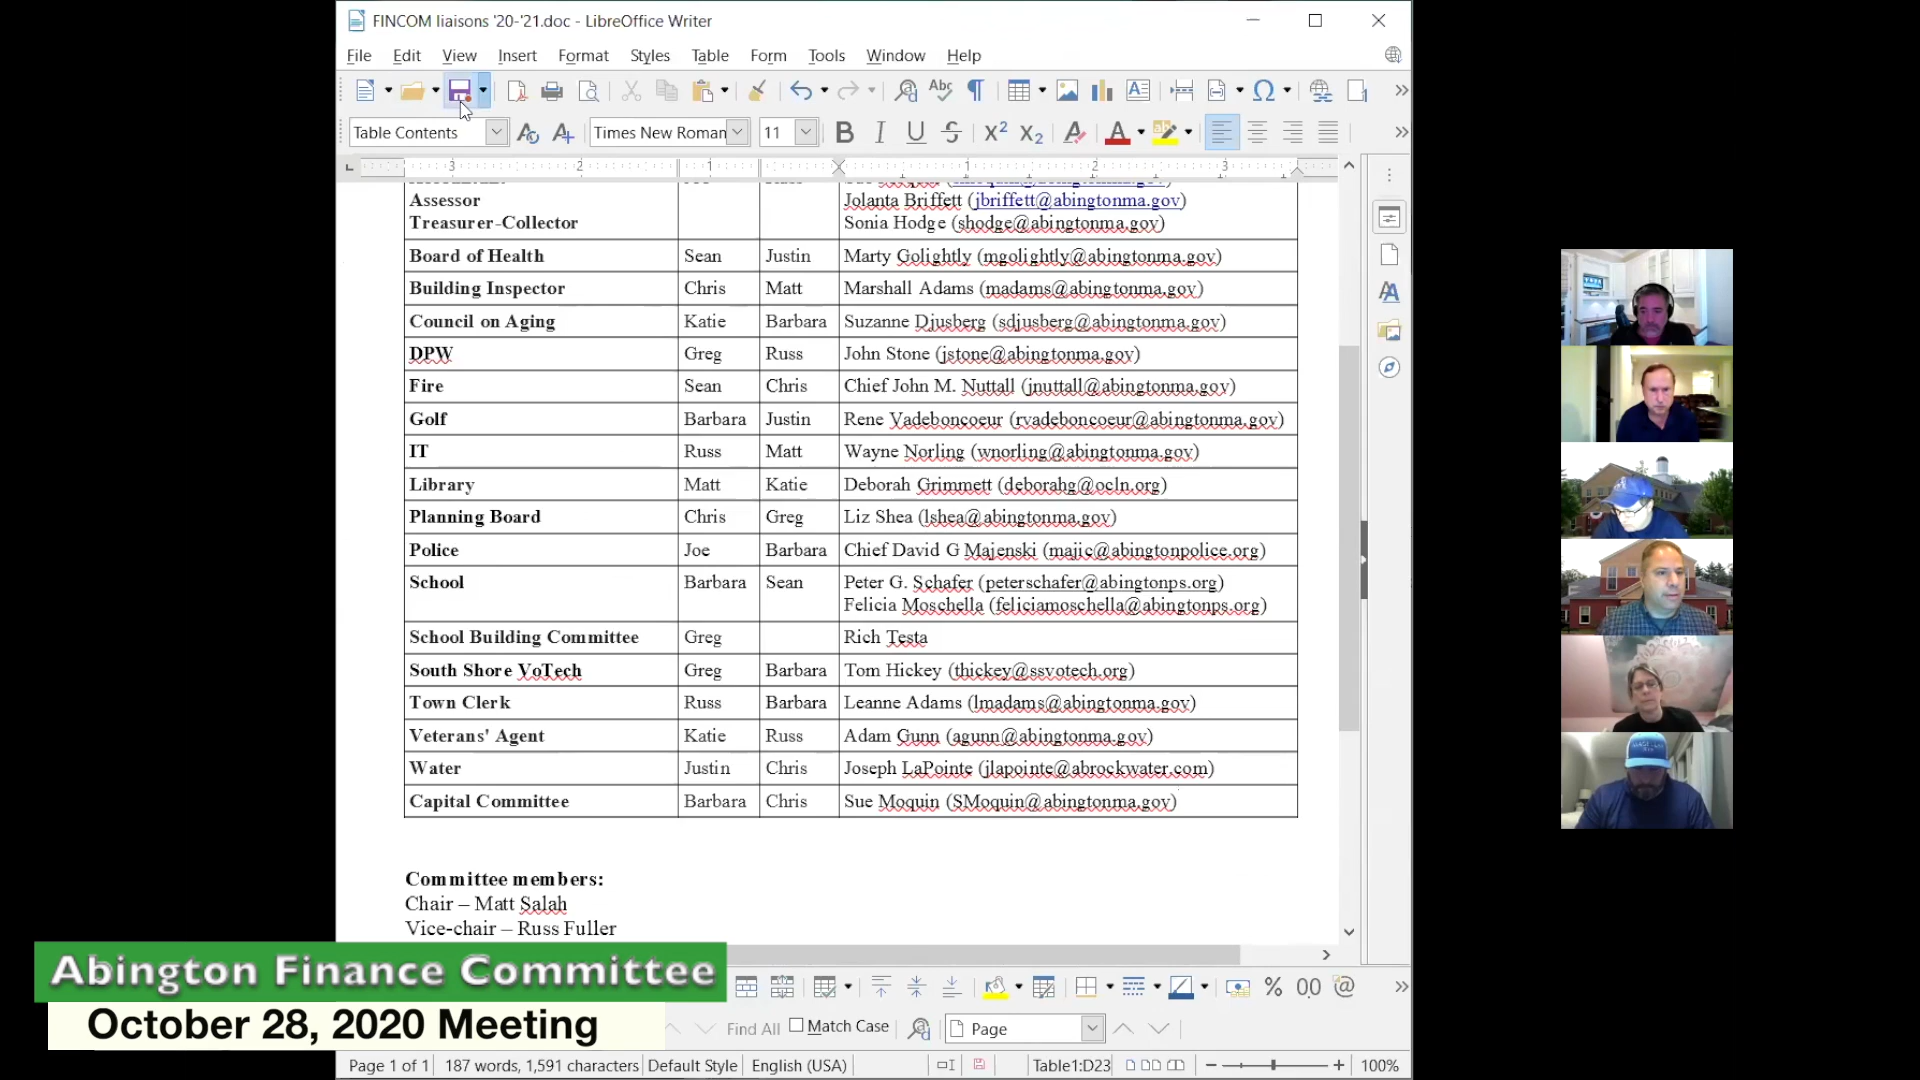 FINCOM liaisons '20-'21.doc - LibreOffice Writer
File Edit View Insert Format Styles Table Form Tools Window Help
Table Contents Times New Roman 11
Assessor Jolanta Briffett (jbriffett@abingtonma.gov)
Treasurer-Collector Sonia Hodge (shodge@abingtonma.gov)
Board of Health Sean Justin Marty Golightly (mgolightly@abingtonma.gov)
Building Inspector Chris Matt Marshall Adams (madams@abingtonma.gov)
Council on Aging Katie Barbara Suzanne Djusberg (sdjusberg@abingtonma.gov)
DPW Greg Russ John Stone (jstone@abingtonma.gov)
Fire Sean Chris Chief John M. Nuttall (jnuttall@abingtonma.gov)
Golf Barbara Justin Rene Vadeboncoeur (rvadeboncoeur@abingtonma.gov)
IT Russ Matt Wayne Norling (wnorling@abingtonma.gov)
Library Matt Katie Deborah Grimmett (deborahg@ocln.org)
Planning Board Chris Greg Liz Shea (lshea@abingtonma.gov)
Police Joe Barbara Chief David G Majenski (majic@abingtonpolice.org)
School Barbara Sean Peter G. Schafer (peterschafer@abingtonps.org)
Felicia Moschella (feliciamoschella@abingtonps.org)
School Building Committee Greg Rich Testa
South Shore VoTech Greg Barbara Tom Hickey (thickey@ssvotech.org)
Town Clerk Russ Barbara Leanne Adams (lmadams@abingtonma.gov)
Veterans' Agent Katie Russ Adam Gunn (agunn@abingtonma.gov)
Water Justin Chris Joseph LaPointe (jlapointe@abrockwater.com)
Capital Committee Barbara Chris Sue Moquin (SMoquin@abingtonma.gov)
Committee members:
Chair – Matt Salah
Vice-chair – Russ Fuller
Abington Finance Committee
October 28, 2020 Meeting
Find All Match Case Page
Page 1 of 1 187 words, 1,591 characters Default Style English (USA) Table1:D23 100%